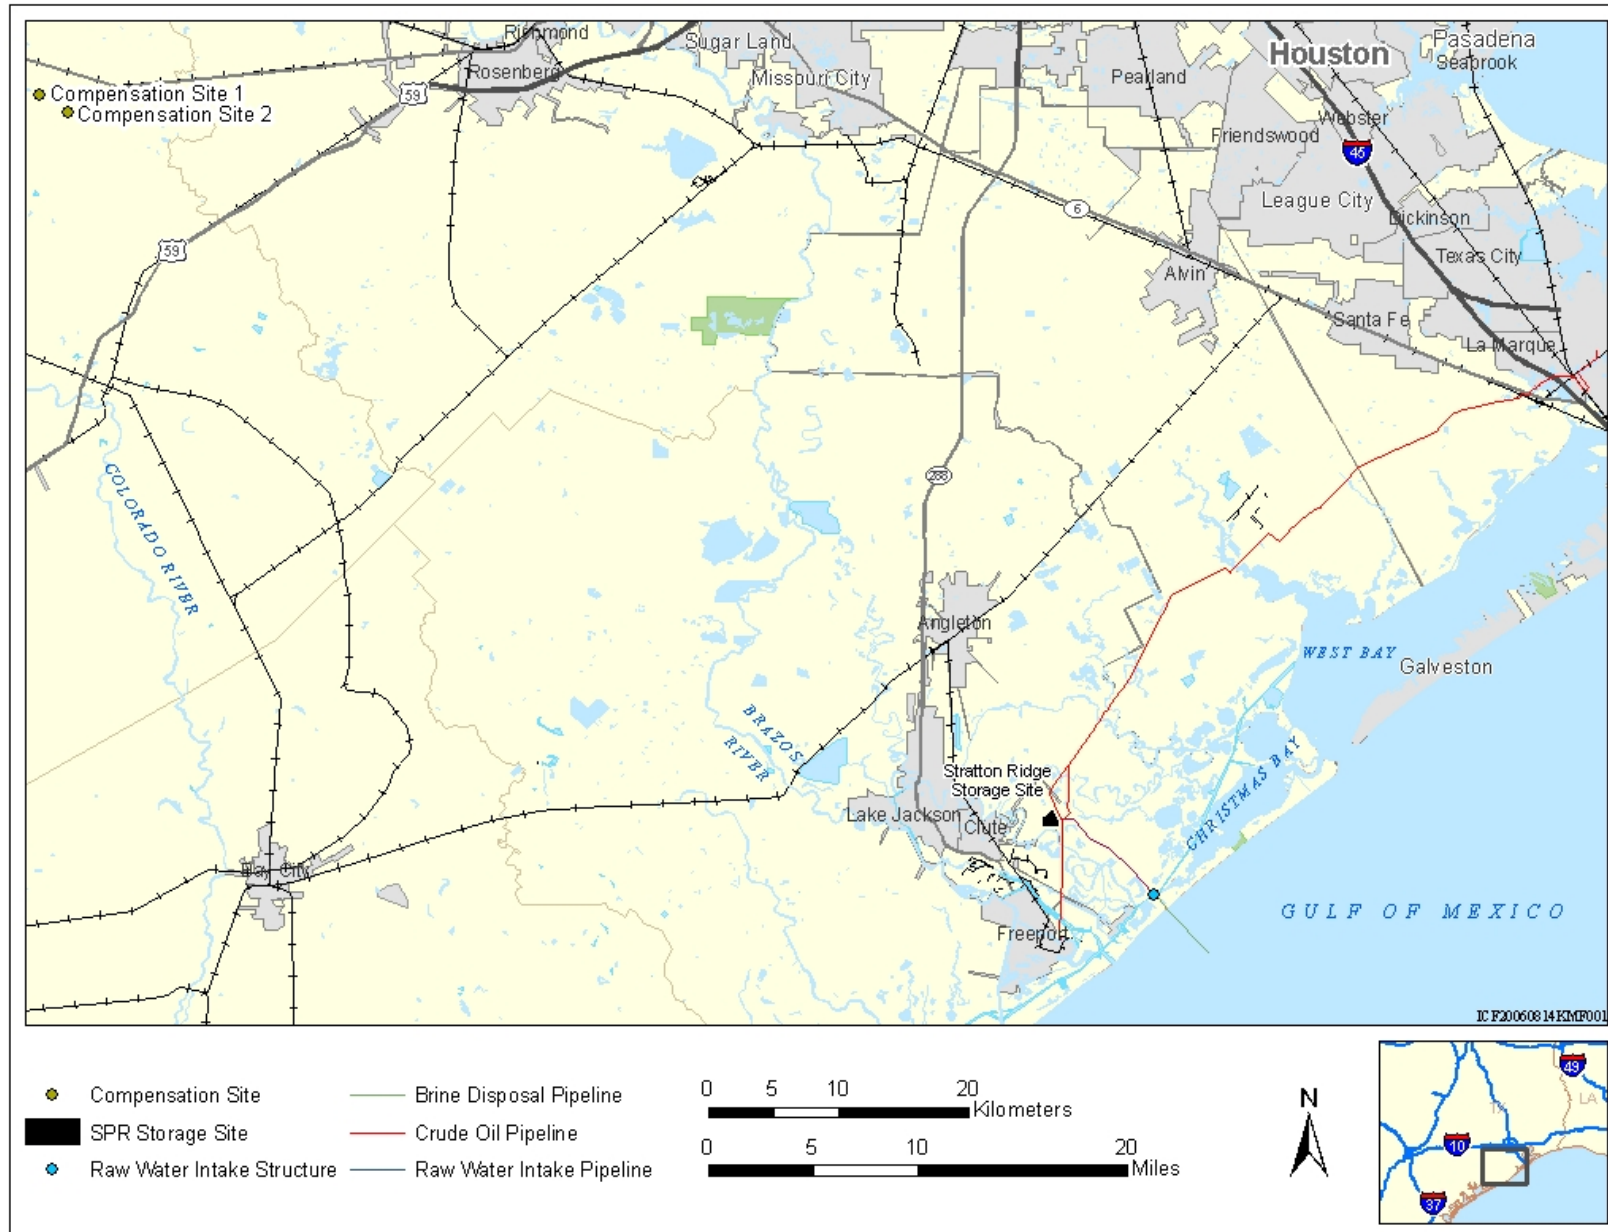 Richmond
Sugar Land
Houston
Pasadena
Seabrook
Rosenberg
Missouri City
Pearland
59
Compensation Site 1
Compensation Site 2
Webster
Friendswood
45
League City
6
Dickinson
59
Texas City
Alvin
Santa Fe
La Marque
COLORADO RIVER
288
Angleton
WEST BAY
Galveston
BRAZOS
RIVER
Stratton Ridge
Storage Site
CHRISTMAS BAY
Lake Jackson
Clute
Bay City
GULF OF MEXICO
Freeport
ICF20060814KMF001
Compensation Site
SPR Storage Site
Raw Water Intake Structure
Brine Disposal Pipeline
Crude Oil Pipeline
Raw Water Intake Pipeline
0 5 10 20
Kilometers
0 5 10 20
Miles
N
49
TX
LA
10
37